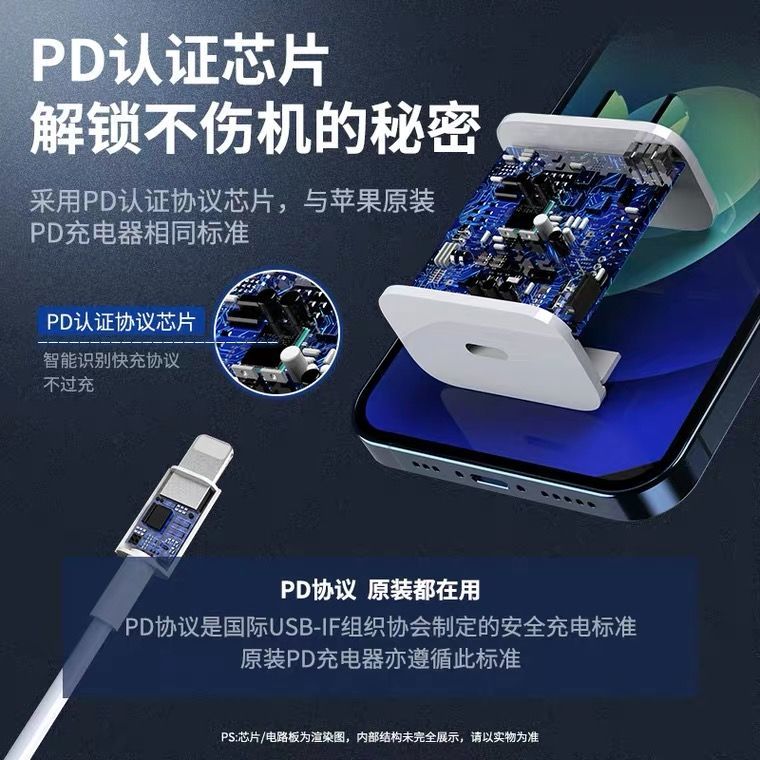 PD认证芯片
解锁不伤机的秘密
采用PD认证协议芯片，与苹果原装
PD充电器相同标准
PD认证协议芯片
智能识别快充协议
不过充
PD协议 原装都在用
PD协议是国际USB-IF组织协会制定的安全充电标准
原装PD充电器亦遵循此标准
PS:芯片/电路板为渲染图，内部结构未完全展示，请以实物为准